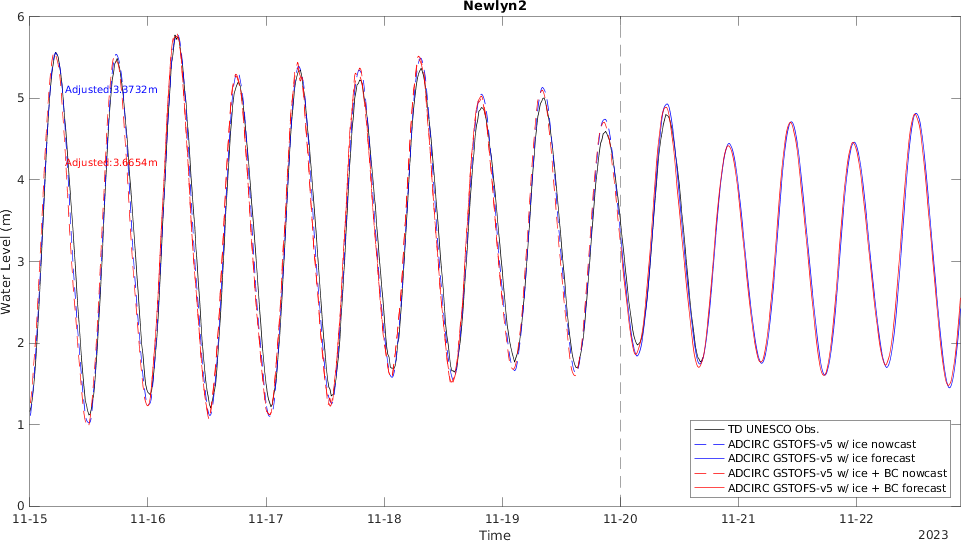 Newlyn2
6
5
4
3
2
1
0
Water Level (m)
Adjusted:3.3732m
Adjusted:3.6654m
TD UNESCO Obs.
ADCIRC GSTOFS-v5 w/ ice nowcast
ADCIRC GSTOFS-v5 w/ ice forecast
ADCIRC GSTOFS-v5 w/ ice + BC nowcast
ADCIRC GSTOFS-v5 w/ ice + BC forecast
11-15 11-16 11-17 11-18 11-19 11-20 11-21 11-22
Time
2023